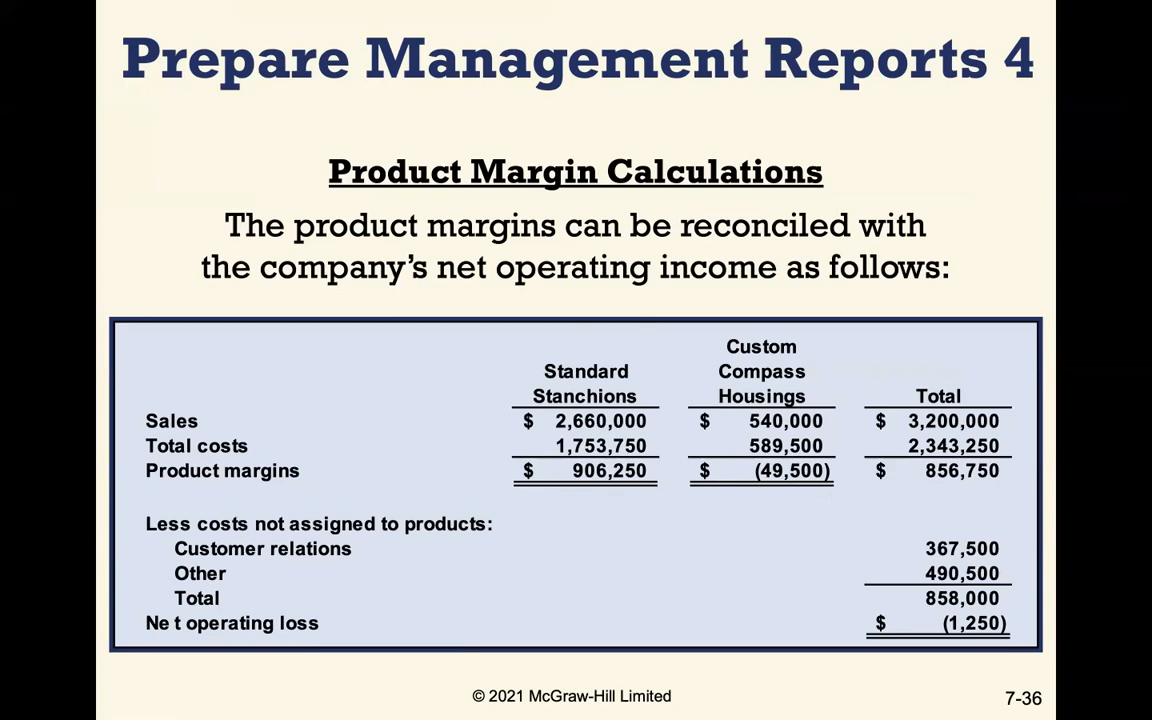 Prepare Management Reports 4
Product Margin Calculations
The product margins can be reconciled with
the company's net operating income as follows:
Custom
Standard Compass
Stanchions Housings Total
Sales $ 2,660,000 $ 540,000 $ 3,200,000
Total costs 1,753,750 589,500 2,343,250
Product margins $ 906,250 $ (49,500) $ 856,750
Less costs not assigned to products:
Customer relations 367,500
Other 490,500
Total 858,000
Ne t operating loss $ (1,250)
© 2021 McGraw-Hill Limited 7-36